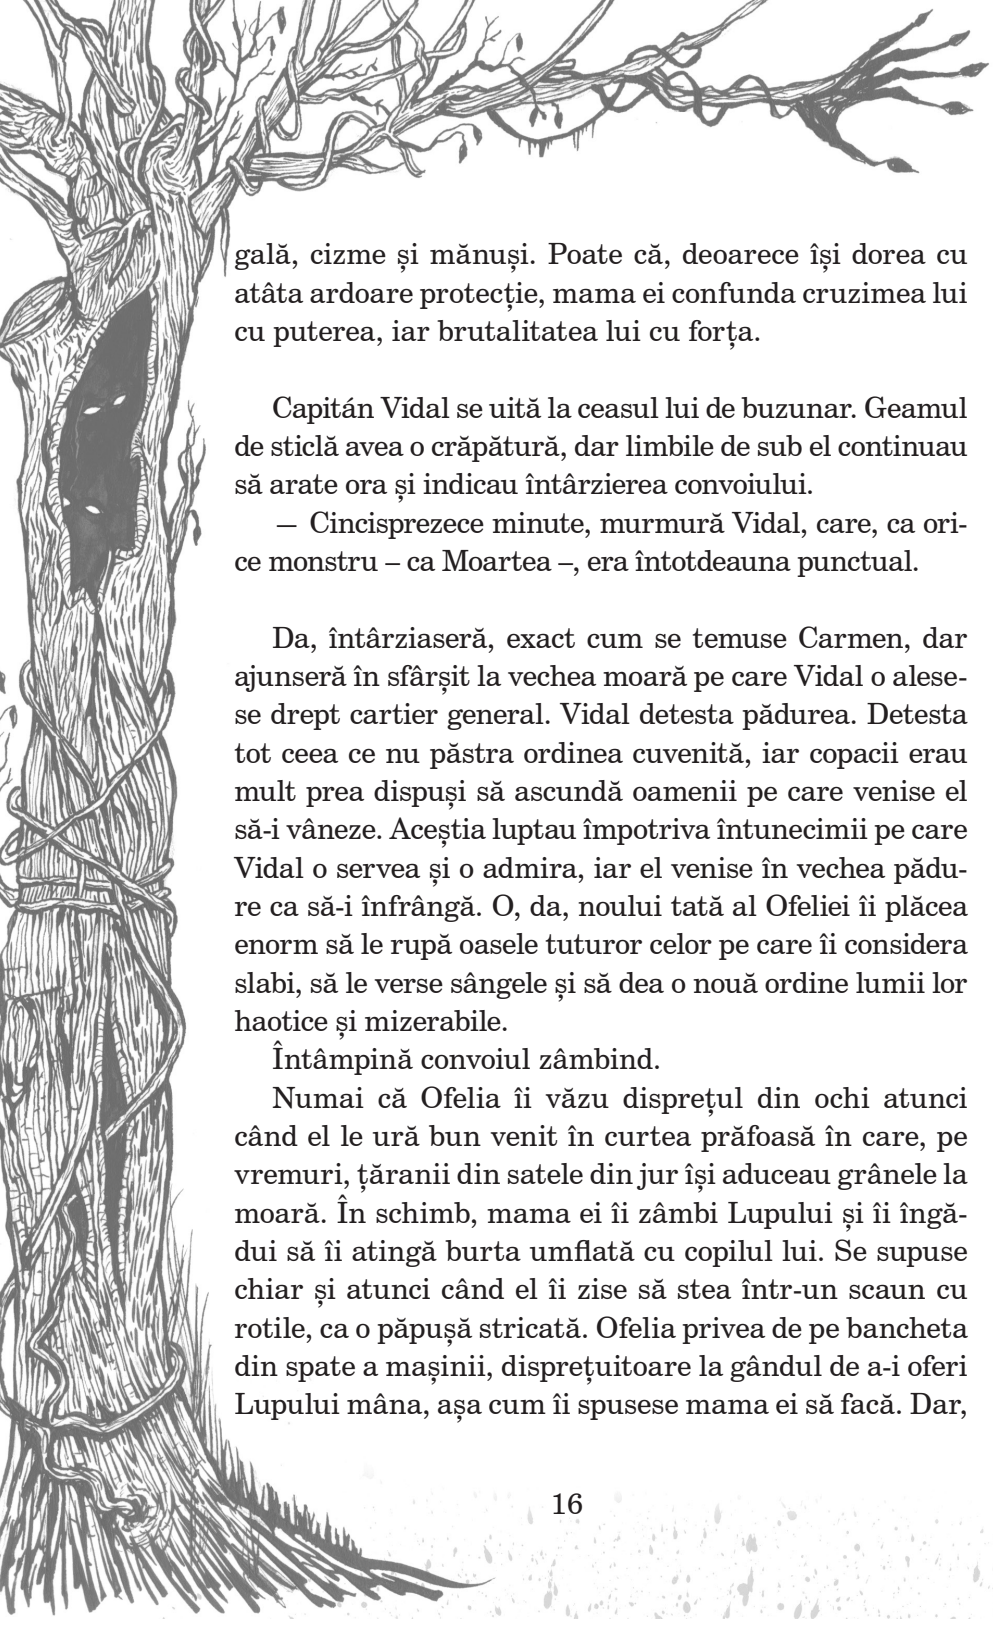 gală, cizme și mănuși. Poate că, deoarece își dorea cu
atâta ardoare protecție, mama ei confunda cruzimea lui
cu puterea, iar brutalitatea lui cu forța.
Capitán Vidal se uită la ceasul lui de buzunar. Geamul
de sticlă avea o crăpătură, dar limbile de sub el continuau
să arate ora și indicau întârzierea convoiului.
— Cincisprezece minute, murmură Vidal, care, ca ori-
ce monstru – ca Moartea –, era întotdeauna punctual.
Da, întârziaseră, exact cum se temuse Carmen, dar
ajunseră în sfârșit la vechea moară pe care Vidal o alese-
se drept cartier general. Vidal detesta pădurea. Detesta
tot ceea ce nu păstra ordinea cuvenită, iar copacii erau
mult prea dispuși să ascundă oamenii pe care venise el
să-i vâneze. Aceștia luptau împotriva întunecimii pe care
Vidal o servea și o admira, iar el venise în vechea pădu-
re ca să-i înfrângă. O, da, noului tată al Ofeliei îi plăcea
enorm să le rupă oasele tuturor celor pe care îi considera
slabi, să le verse sângele și să dea o nouă ordine lumii lor
haotice și mizerabile.
Întâmpină convoiul zâmbind.
Numai că Ofelia îi văzu disprețul din ochi atunci
când el le ură bun venit în curtea prăfoasă în care, pe
vremuri, țăranii din satele din jur își aduceau grânele la
moară. În schimb, mama ei îi zâmbi Lupului și îi îngă-
dui să îi atingă burta umflată cu copilul lui. Se supuse
chiar și atunci când el îi zise să stea într-un scaun cu
rotile, ca o păpușă stricată. Ofelia privea de pe bancheta
din spate a mașinii, disprețuitoare la gândul de a-i oferi
Lupului mâna, așa cum îi spusese mama ei să facă. Dar,
16